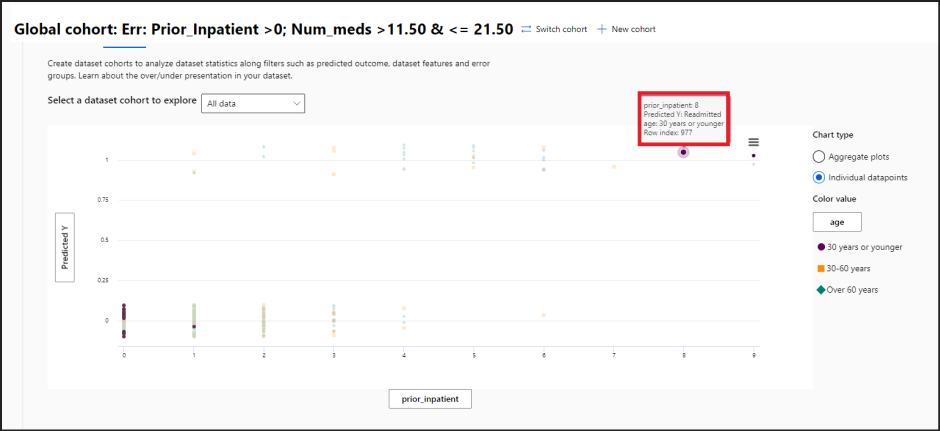 Global cohort: Err: Prior_Inpatient >0; Num_meds >11.50 & <= 21.50
Switch cohort
New cohort
Create dataset cohorts to analyze dataset statistics along filters such as predicted outcome, dataset features and error
groups. Learn about the over/under presentation in your dataset.
Select a dataset cohort to explore
All data
prior_inpatient: 8
Predicted Y: Readmitted
age: 30 years or younger
Row index: 977
Chart type
Aggregate plots
Individual datapoints
Color value
age
30 years or younger
30-60 years
Over 60 years
Predicted Y
1
0.75
0.5
0.25
0
0 1 2 3 4 5 6 7 8 9
prior_inpatient